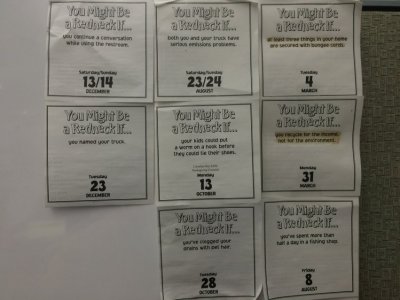 You Might Be
a Redneck If...
you continue a conversation
while using the restroom.
Saturday/Sunday
13/14
DECEMBER
You Might Be
a Redneck If...
both you and your truck have
serious emissions problems.
Saturday/Sunday
23/24
AUGUST
You Might Be
a Redneck If...
at least three things in your home
are secured with bungee cords.
Tuesday
4
MARCH
You Might Be
a Redneck If...
you named your truck.
Tuesday
23
DECEMBER
You Might Be
a Redneck If...
your kids could put
a worm on a hook before
they could tie their shoes.
Monday
13
OCTOBER
You Might Be
a Redneck If...
you recycle for the income,
not for the environment.
Monday
31
MARCH
You Might Be
a Redneck If...
you've clogged your
drains with pet hair.
Tuesday
28
OCTOBER
You Might Be
a Redneck If...
you've spent more than
half a day in a fishing shop.
Friday
8
AUGUST